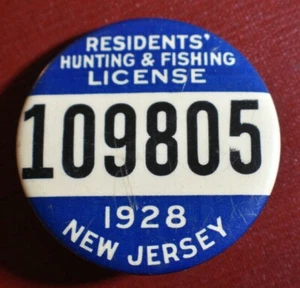 RESIDENTS'
HUNTING & FISHING
LICENSE
109805
1928
NEW JERSEY